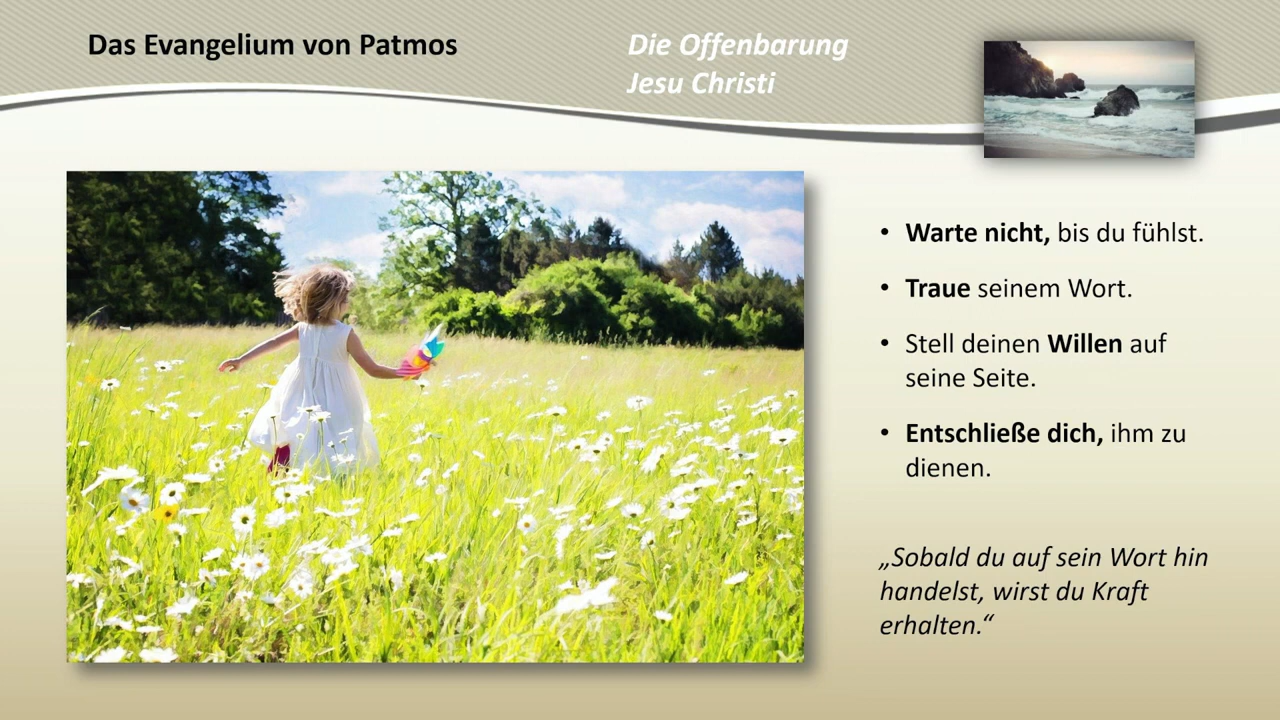 Das Evangelium von Patmos
Die Offenbarung
Jesu Christi
• Warte nicht, bis du fühlst.
• Traue seinem Wort.
• Stell deinen Willen auf
seine Seite.
• Entschließe dich, ihm zu
dienen.
„Sobald du auf sein Wort hin
handelst, wirst du Kraft
erhalten.“